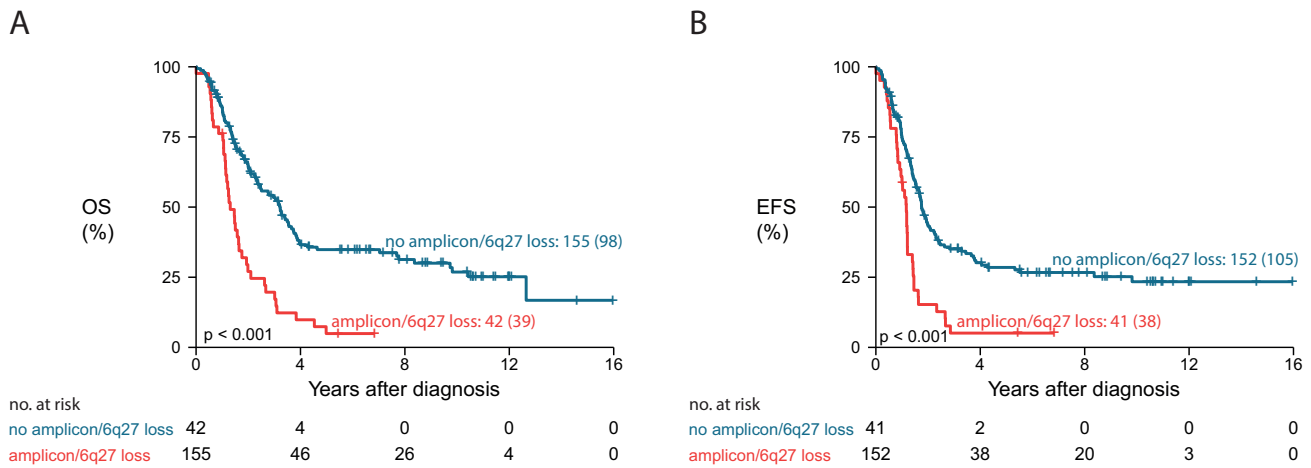 A
100
75
50
25
0
OS
(%)
no amplicon/6q27 loss: 155 (98)
amplicon/6q27 loss: 42 (39)
p < 0.001
0 4 8 12 16
Years after diagnosis
no. at risk
no amplicon/6q27 loss 42 4 0 0 0
amplicon/6q27 loss 155 46 26 4 0
B
100
75
50
25
0
EFS
(%)
no amplicon/6q27 loss: 152 (105)
amplicon/6q27 loss: 41 (38)
p < 0.001
0 4 8 12 16
Years after diagnosis
no. at risk
no amplicon/6q27 loss 41 2 0 0 0
amplicon/6q27 loss 152 38 20 3 0